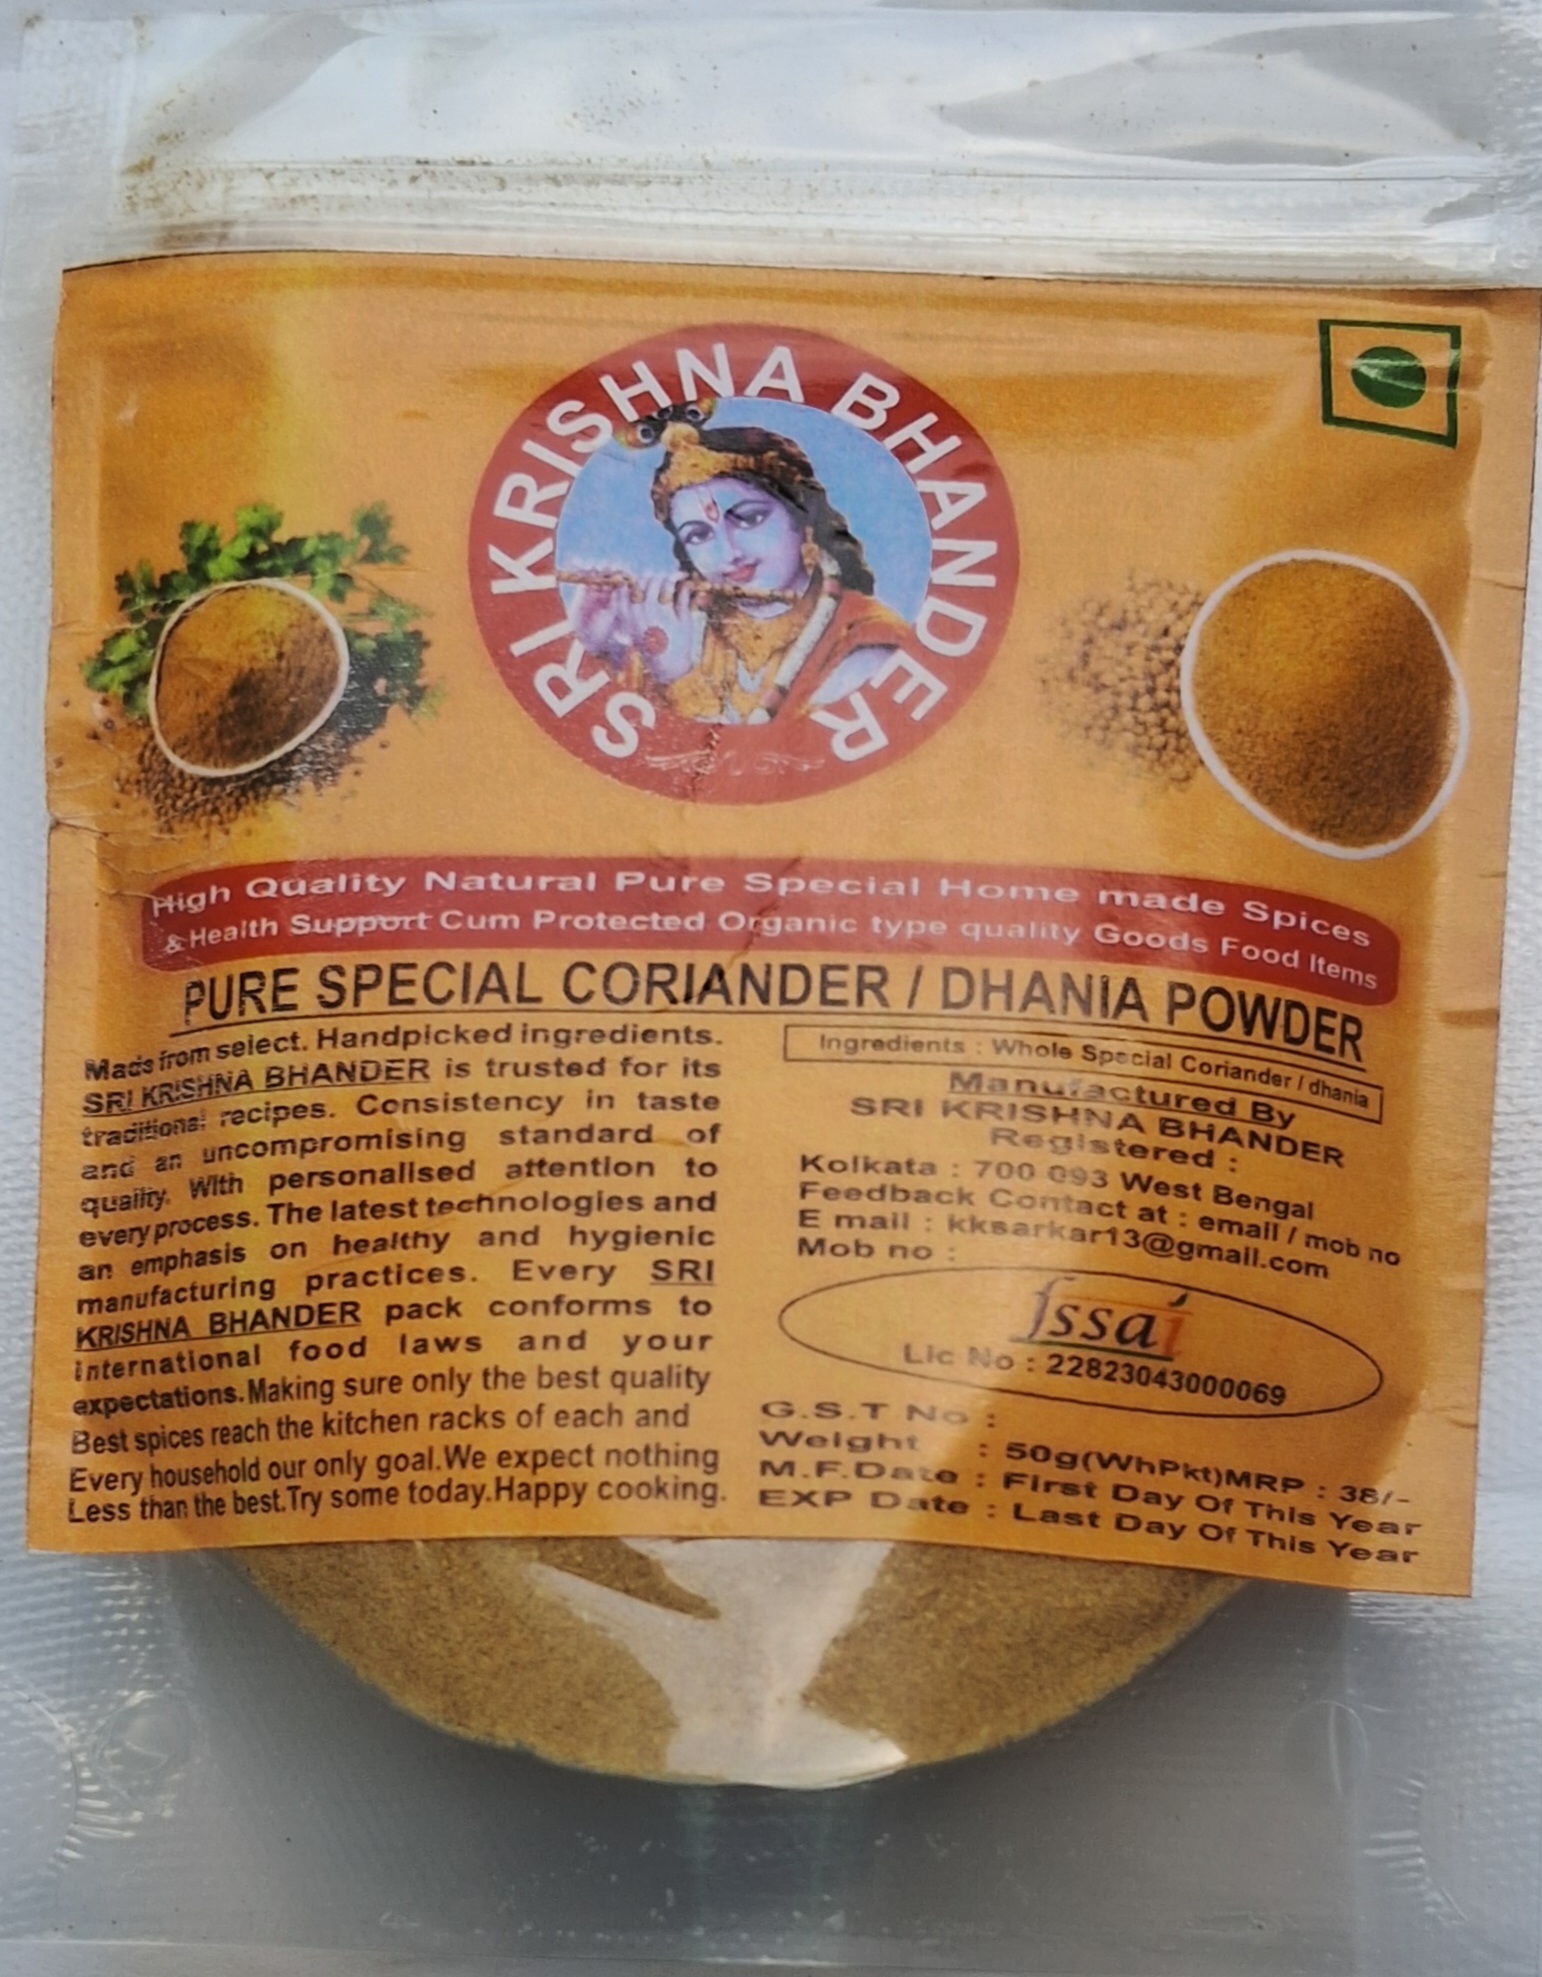 SRI KRISHNA BHANDER
High Quality Natural Pure Special Home made Spices
& Health Support Cum Protected Organic type quality Goods Food Items
PURE SPECIAL CORIANDER / DHANIA POWDER
Made from select. Handpicked ingredients.
SRI KRISHNA BHANDER is trusted for its
traditional recipes. Consistency in taste
and an uncompromising standard of
quality. With personalised attention to
every process. The latest technologies and
an emphasis on healthy and hygienic
manufacturing practices. Every SRI
KRISHNA BHANDER pack conforms to
international food laws and your
expectations. Making sure only the best quality
Best spices reach the kitchen racks of each and
Every household our only goal. We expect nothing
Less than the best. Try some today. Happy cooking.
Ingredients : Whole Special Coriander / dhania
Manufactured By
SRI KRISHNA BHANDER
Registered :
Kolkata : 700 093 West Bengal
Feedback Contact at : email / mob no
E mail : kksarkar13@gmail.com
Mob no :
fssai
Lic No : 22823043000069
G.S.T No :
Weight : 50g(WhPkt)MRP : 38/-
M.F.Date : First Day Of This Year
EXP Date : Last Day Of This Year